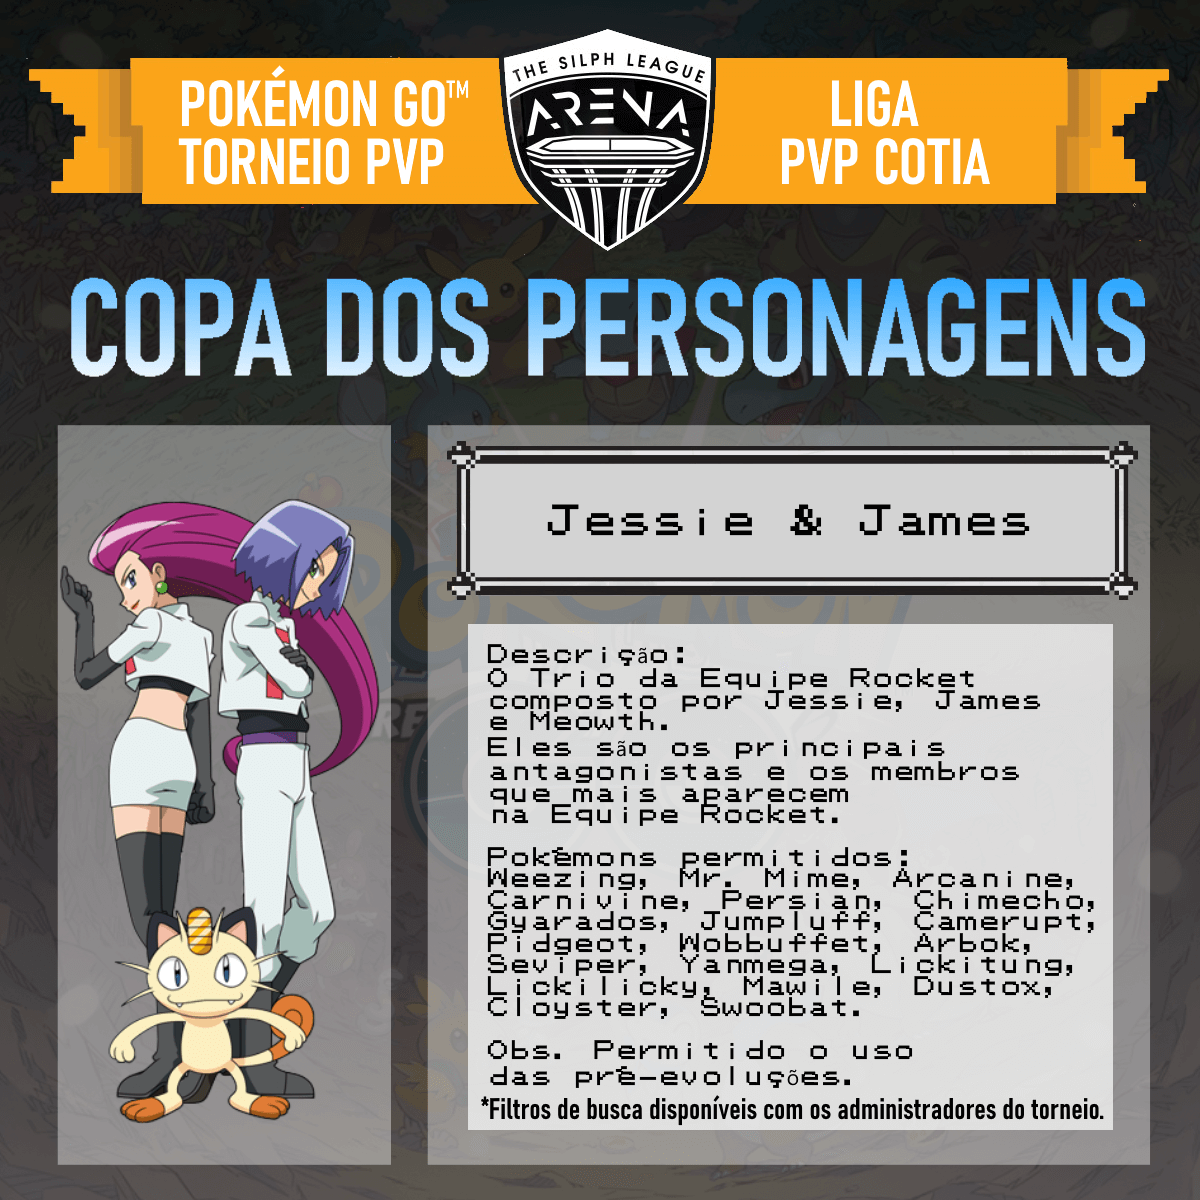 POKÉMON GO™
TORNEIO PVP
THE SILPH LEAGUE
ARENA
LIGA
PVP COTIA
COPA DOS PERSONAGENS
Jessie & James
Descrição:
O Trio da Equipe Rocket
composto por Jessie, James
e Meowth.
Eles são os principais
antagonistas e os membros
que mais aparecem
na Equipe Rocket.
Pokémons permitidos:
Weezing, Mr. Mime, Arcanine,
Carnivine, Persian, Chimecho,
Gyarados, Jumpluff, Camerupt,
Pidgeot, Wobbuffet, Arbok,
Seviper, Yanmega, Lickitung,
Lickilicky, Mawile, Dustox,
Cloyster, Swoobat.
Obs. Permitido o uso
das pré-evoluções.
*Filtros de busca disponíveis com os administradores do torneio.
POKÉMON
GO